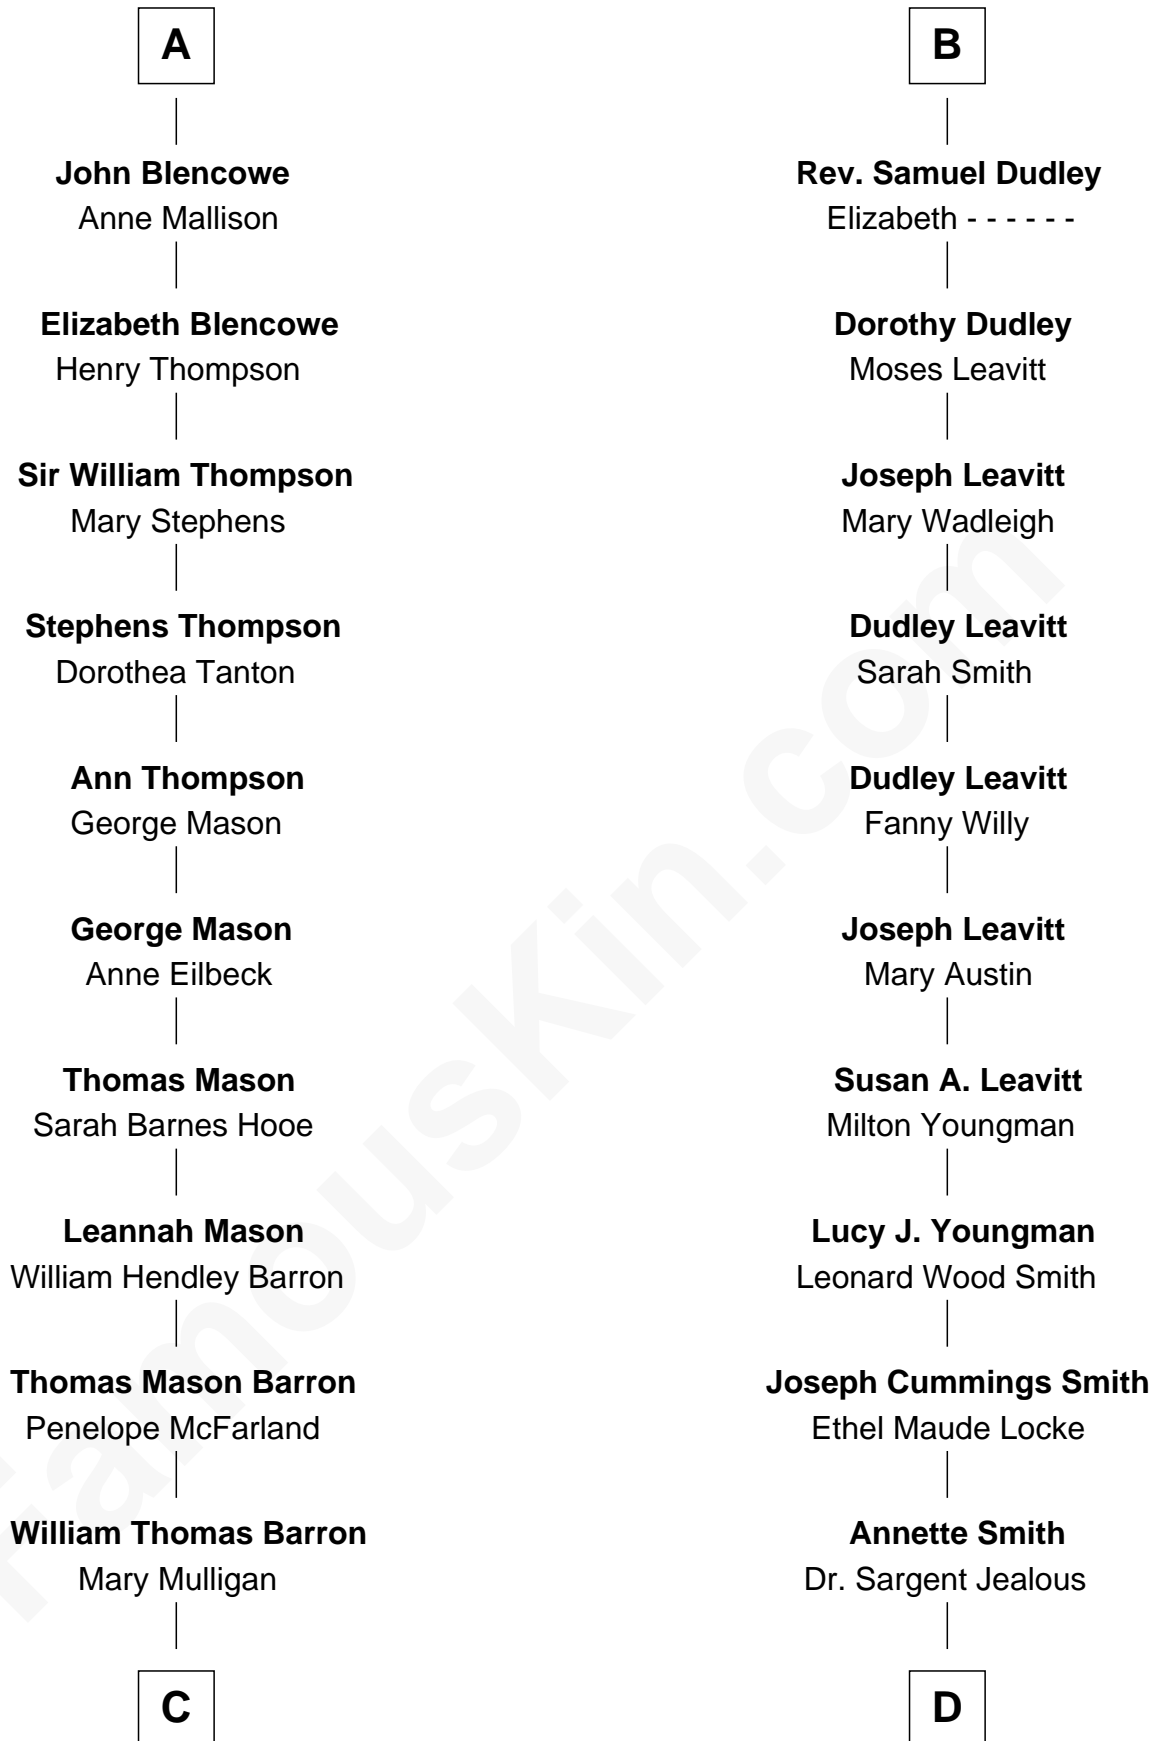 A
John Blencowe
Anne Mallison
Elizabeth Blencowe
Henry Thompson
Sir William Thompson
Mary Stephens
Stephens Thompson
Dorothea Tanton
Ann Thompson
George Mason
George Mason
Anne Eilbeck
Thomas Mason
Sarah Barnes Hooe
Leannah Mason
William Hendley Barron
Thomas Mason Barron
Penelope McFarland
William Thomas Barron
Mary Mulligan
C
B
Rev. Samuel Dudley
Elizabeth - - - - - -
Dorothy Dudley
Moses Leavitt
Joseph Leavitt
Mary Wadleigh
Dudley Leavitt
Sarah Smith
Dudley Leavitt
Fanny Willy
Joseph Leavitt
Mary Austin
Susan A. Leavitt
Milton Youngman
Lucy J. Youngman
Leonard Wood Smith
Joseph Cummings Smith
Ethel Maude Locke
Annette Smith
Dr. Sargent Jealous
D
FamousKin.com